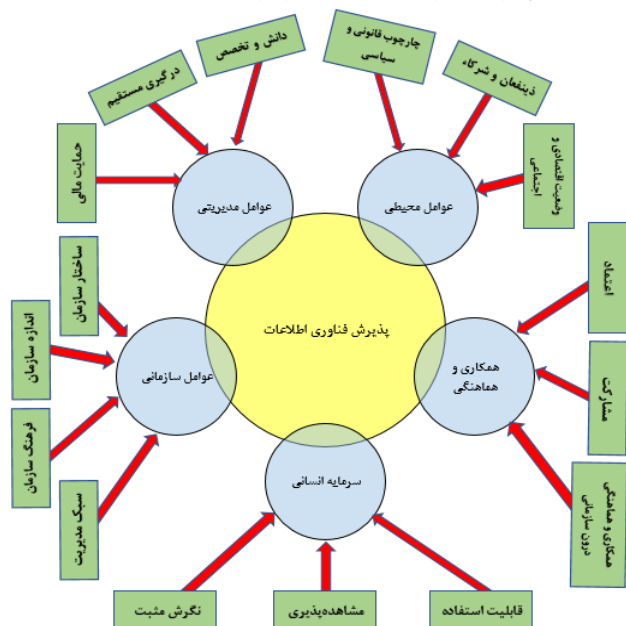 چارچوب قانونی و
سیاسی
ذینفعان و شرکاء
وضعیت اقتصادی و
اجتماعی
عوامل محیطی
دانش و تخصص
درگیری مستقیم
حمایت مالی
عوامل مدیریتی
پذیرش فناوری اطلاعات
اعتماد
مشارکت
همکاری و هماهنگی
درون سازمانی
همکاری و
هماهنگی
ساختار سازمان
اندازه سازمان
فرهنگ سازمان
سبک مدیریت
عوامل سازمانی
سرمایه انسانی
قابلیت استفاده
مشاهده‌پذیری
نگرش مثبت